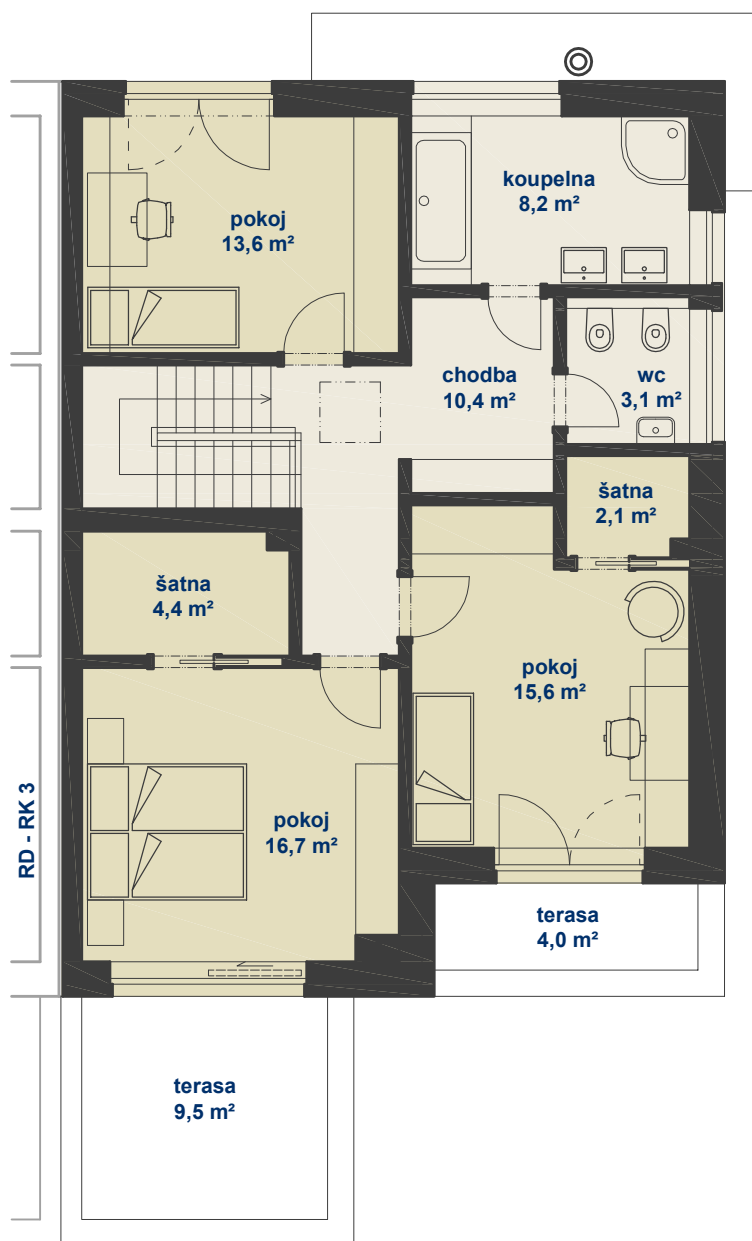 koupelna
8,2 m²
pokoj
13,6 m²
chodba
10,4 m²
wc
3,1 m²
šatna
2,1 m²
šatna
4,4 m²
pokoj
15,6 m²
pokoj
16,7 m²
RD - RK 3
terasa
4,0 m²
terasa
9,5 m²